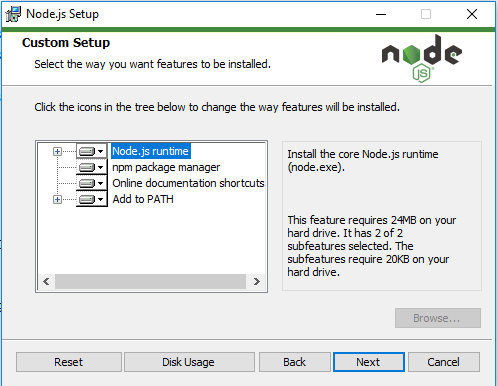 Node.js Setup
Custom Setup
Select the way you want features to be installed.
node
JS
Click the icons in the tree below to change the way features will be installed.
Node.js runtime
npm package manager
Online documentation shortcuts
Add to PATH
Install the core Node.js runtime
(node.exe).
This feature requires 24MB on your
hard drive. It has 2 of 2
subfeatures selected. The
subfeatures require 20KB on your
hard drive.
Browse...
Reset
Disk Usage
Back
Next
Cancel